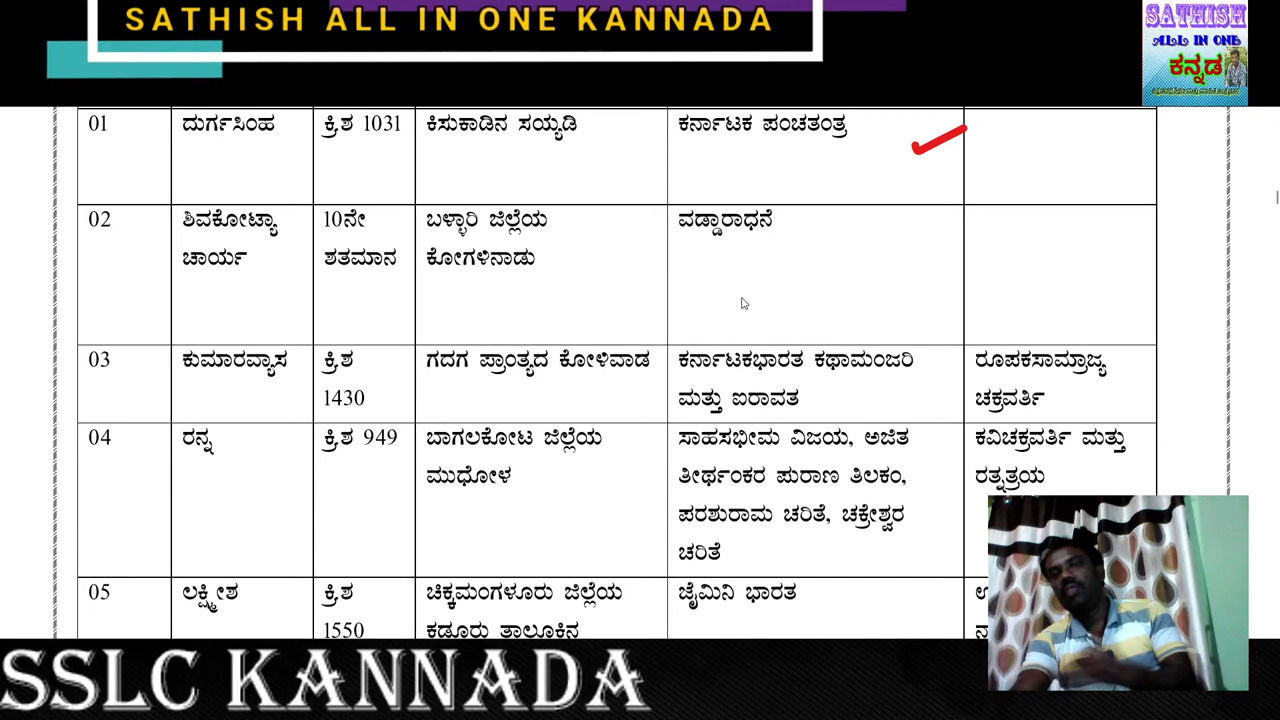 SATHISH ALL IN ONE KANNADA
SATHISH
ALL IN ONE
ಕನ್ನಡ
01 ದುರ್ಗಸಿಂಹ ಕ್ರಿ.ಶ 1031 ಕಿಸುಕಾಡಿನ ಸಯ್ಯಡಿ ಕರ್ನಾಟಕ ಪಂಚತಂತ್ರ
02 ಶಿವಕೋಟ್ಯಾ 10ನೇ ಬಳ್ಳಾರಿ ಜಿಲ್ಲೆಯ ವಡ್ಡಾರಾಧನೆ
ಚಾರ್ಯ ಶತಮಾನ ಕೋಗಳಿನಾಡು
03 ಕುಮಾರವ್ಯಾಸ ಕ್ರಿ.ಶ ಗದಗ ಪ್ರಾಂತ್ಯದ ಕೋಳಿವಾಡ ಕರ್ನಾಟಕಭಾರತ ಕಥಾಮಂಜರಿ ರೂಪಕಸಾಮ್ರಾಜ್ಯ
1430 ಮತ್ತು ಐರಾವತ ಚಕ್ರವರ್ತಿ
04 ರನ್ನ ಕ್ರಿ.ಶ 949 ಬಾಗಲಕೋಟ ಜಿಲ್ಲೆಯ ಸಾಹಸಭೀಮ ವಿಜಯ, ಅಜಿತ ಕವಿಚಕ್ರವರ್ತಿ ಮತ್ತು
ಮುಧೋಳ ತೀರ್ಥಂಕರ ಪುರಾಣ ತಿಲಕಂ, ರತ್ನತ್ರಯ
ಪರಶುರಾಮ ಚರಿತೆ, ಚಕ್ರೇಶ್ವರ
ಚರಿತೆ
05 ಲಕ್ಷ್ಮೀಶ ಕ್ರಿ.ಶ ಚಿಕ್ಕಮಂಗಳೂರು ಜಿಲ್ಲೆಯ ಜೈಮಿನಿ ಭಾರತ
1550 ಕಡೂರು ತಾಲೂಕಿನ
SSLC KANNADA